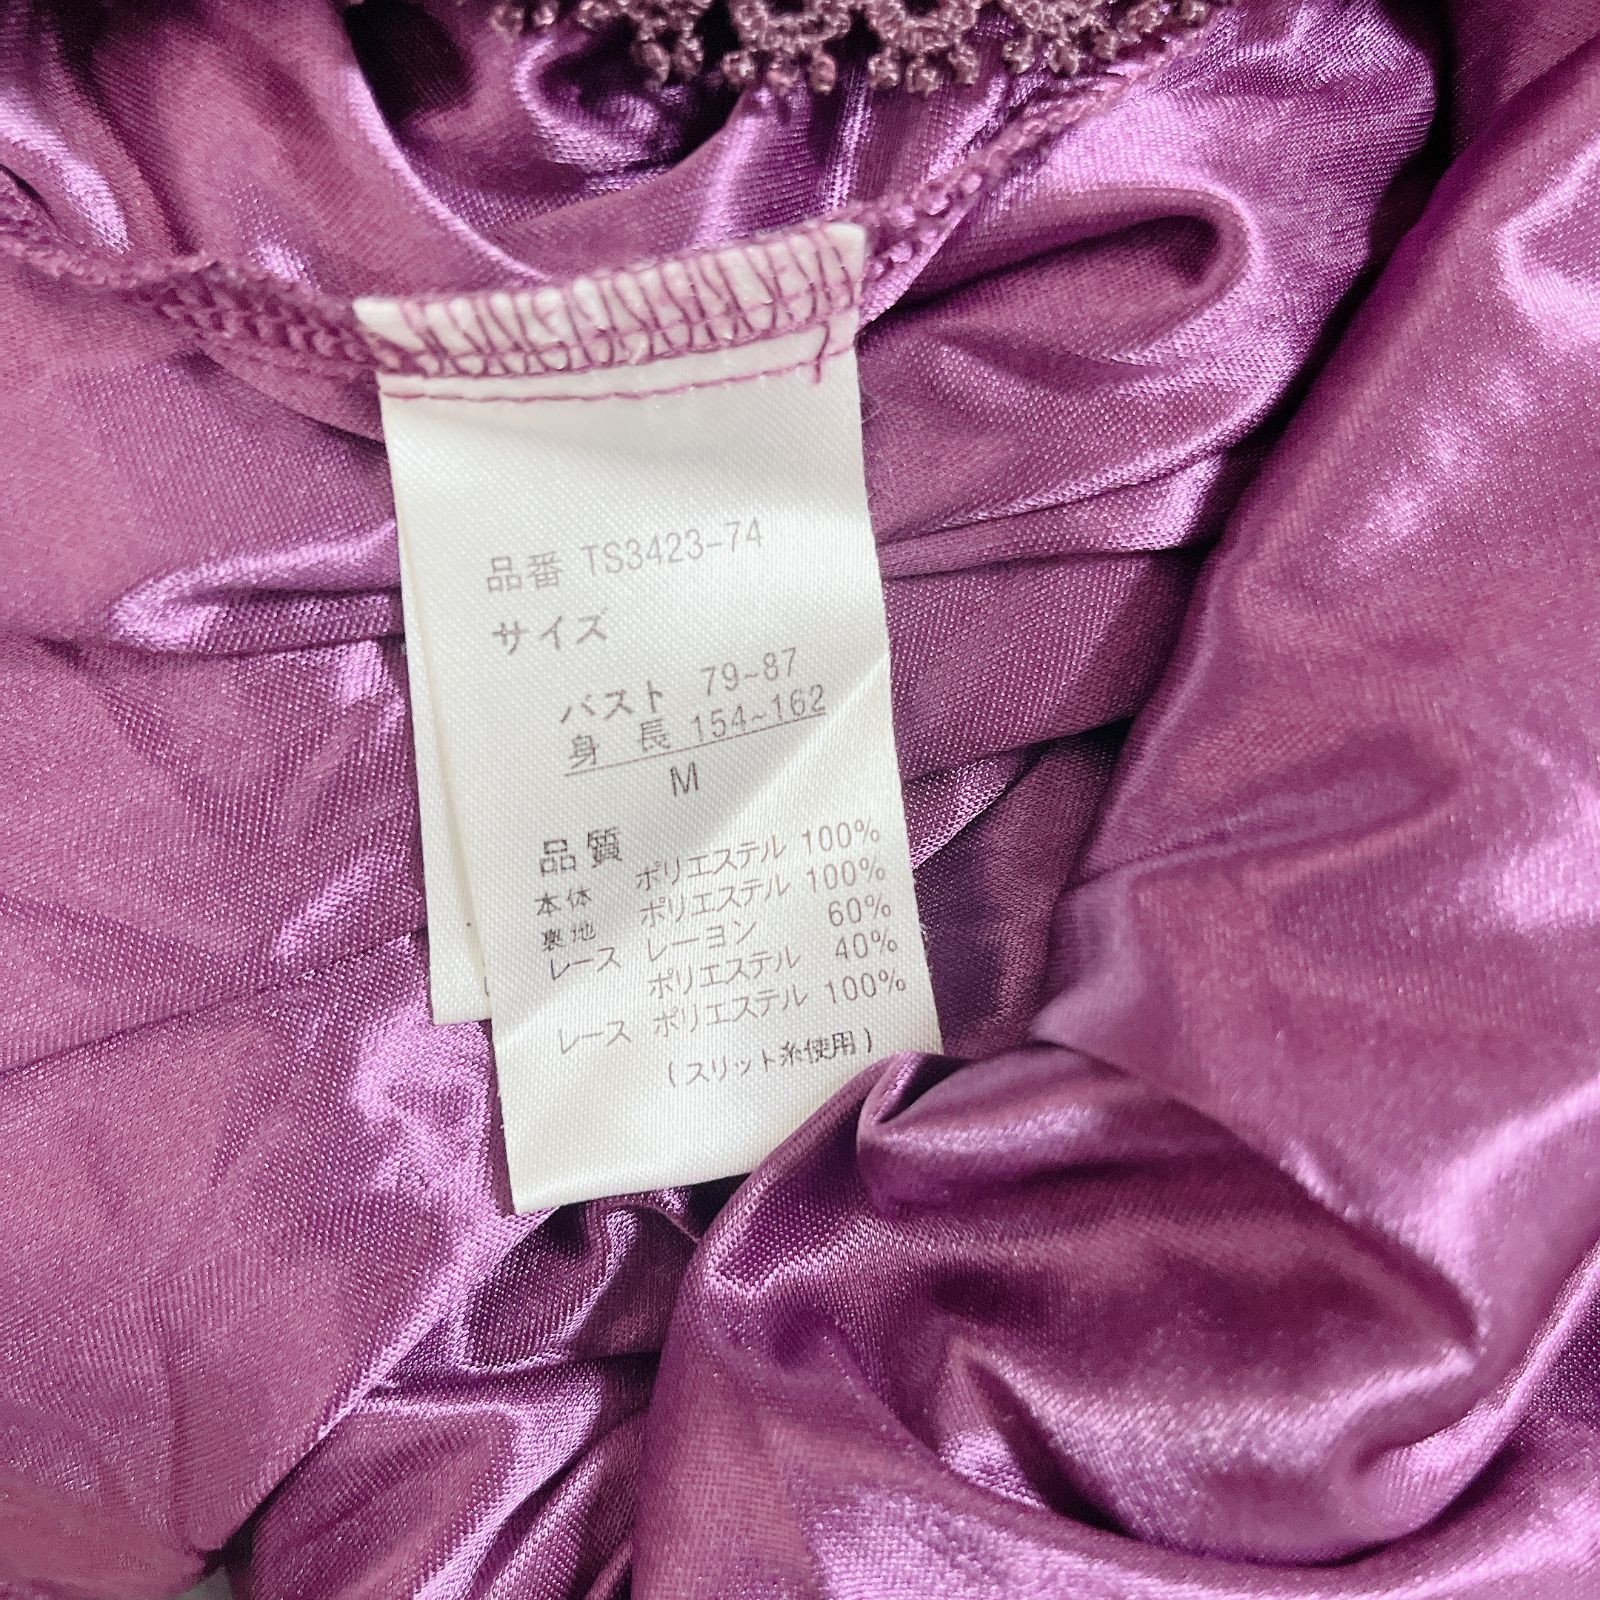 品番 TS3423-74
サイズ
バスト 79~87
身長 154~162
M
品質
本体 ポリエステル 100%
裏地 ポリエステル 100%
レース レーヨン 60%
ポリエステル 40%
レース ポリエステル 100%
(スリット糸使用)